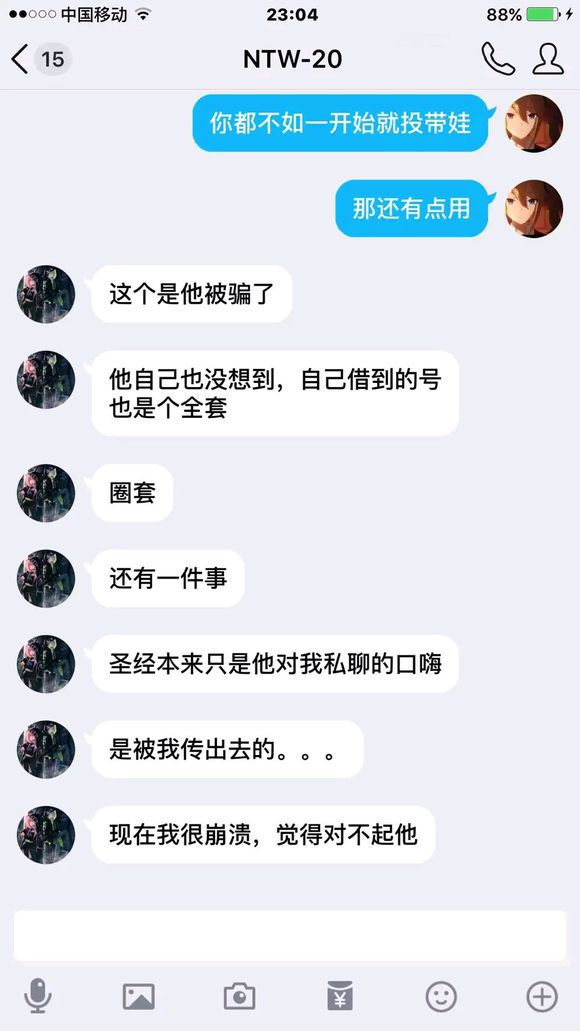 中国移动
23:04
88%
15
NTW-20
你都不如一开始就投带娃
那还有点用
这个是他被骗了
他自己也没想到，自己借到的号
也是个全套
圈套
还有一件事
圣经本来只是他对我私聊的口嗨
是被我传出去的。。。
现在我很崩溃，觉得对不起他
¥